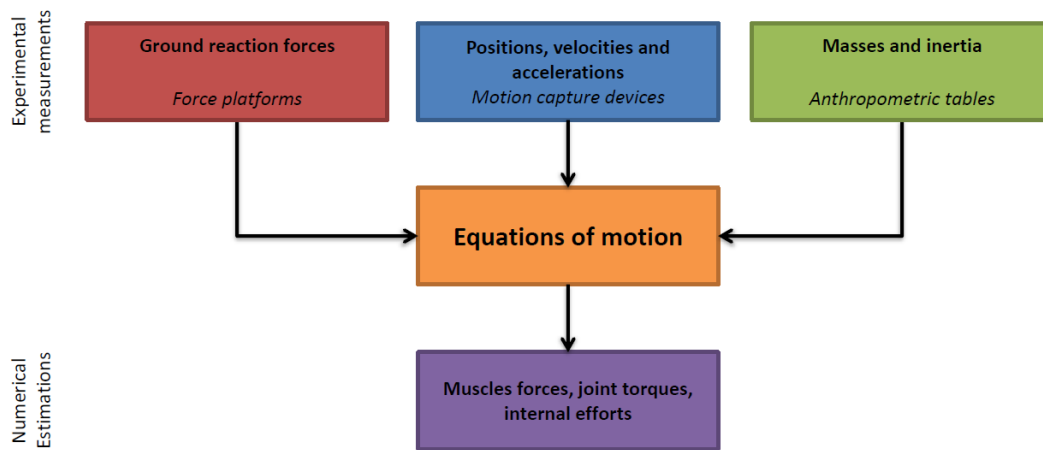 Experimental
measurements
Ground reaction forces
Force platforms
Positions, velocities and
accelerations
Motion capture devices
Masses and inertia
Anthropometric tables
Equations of motion
Numerical
Estimations
Muscles forces, joint torques,
internal efforts